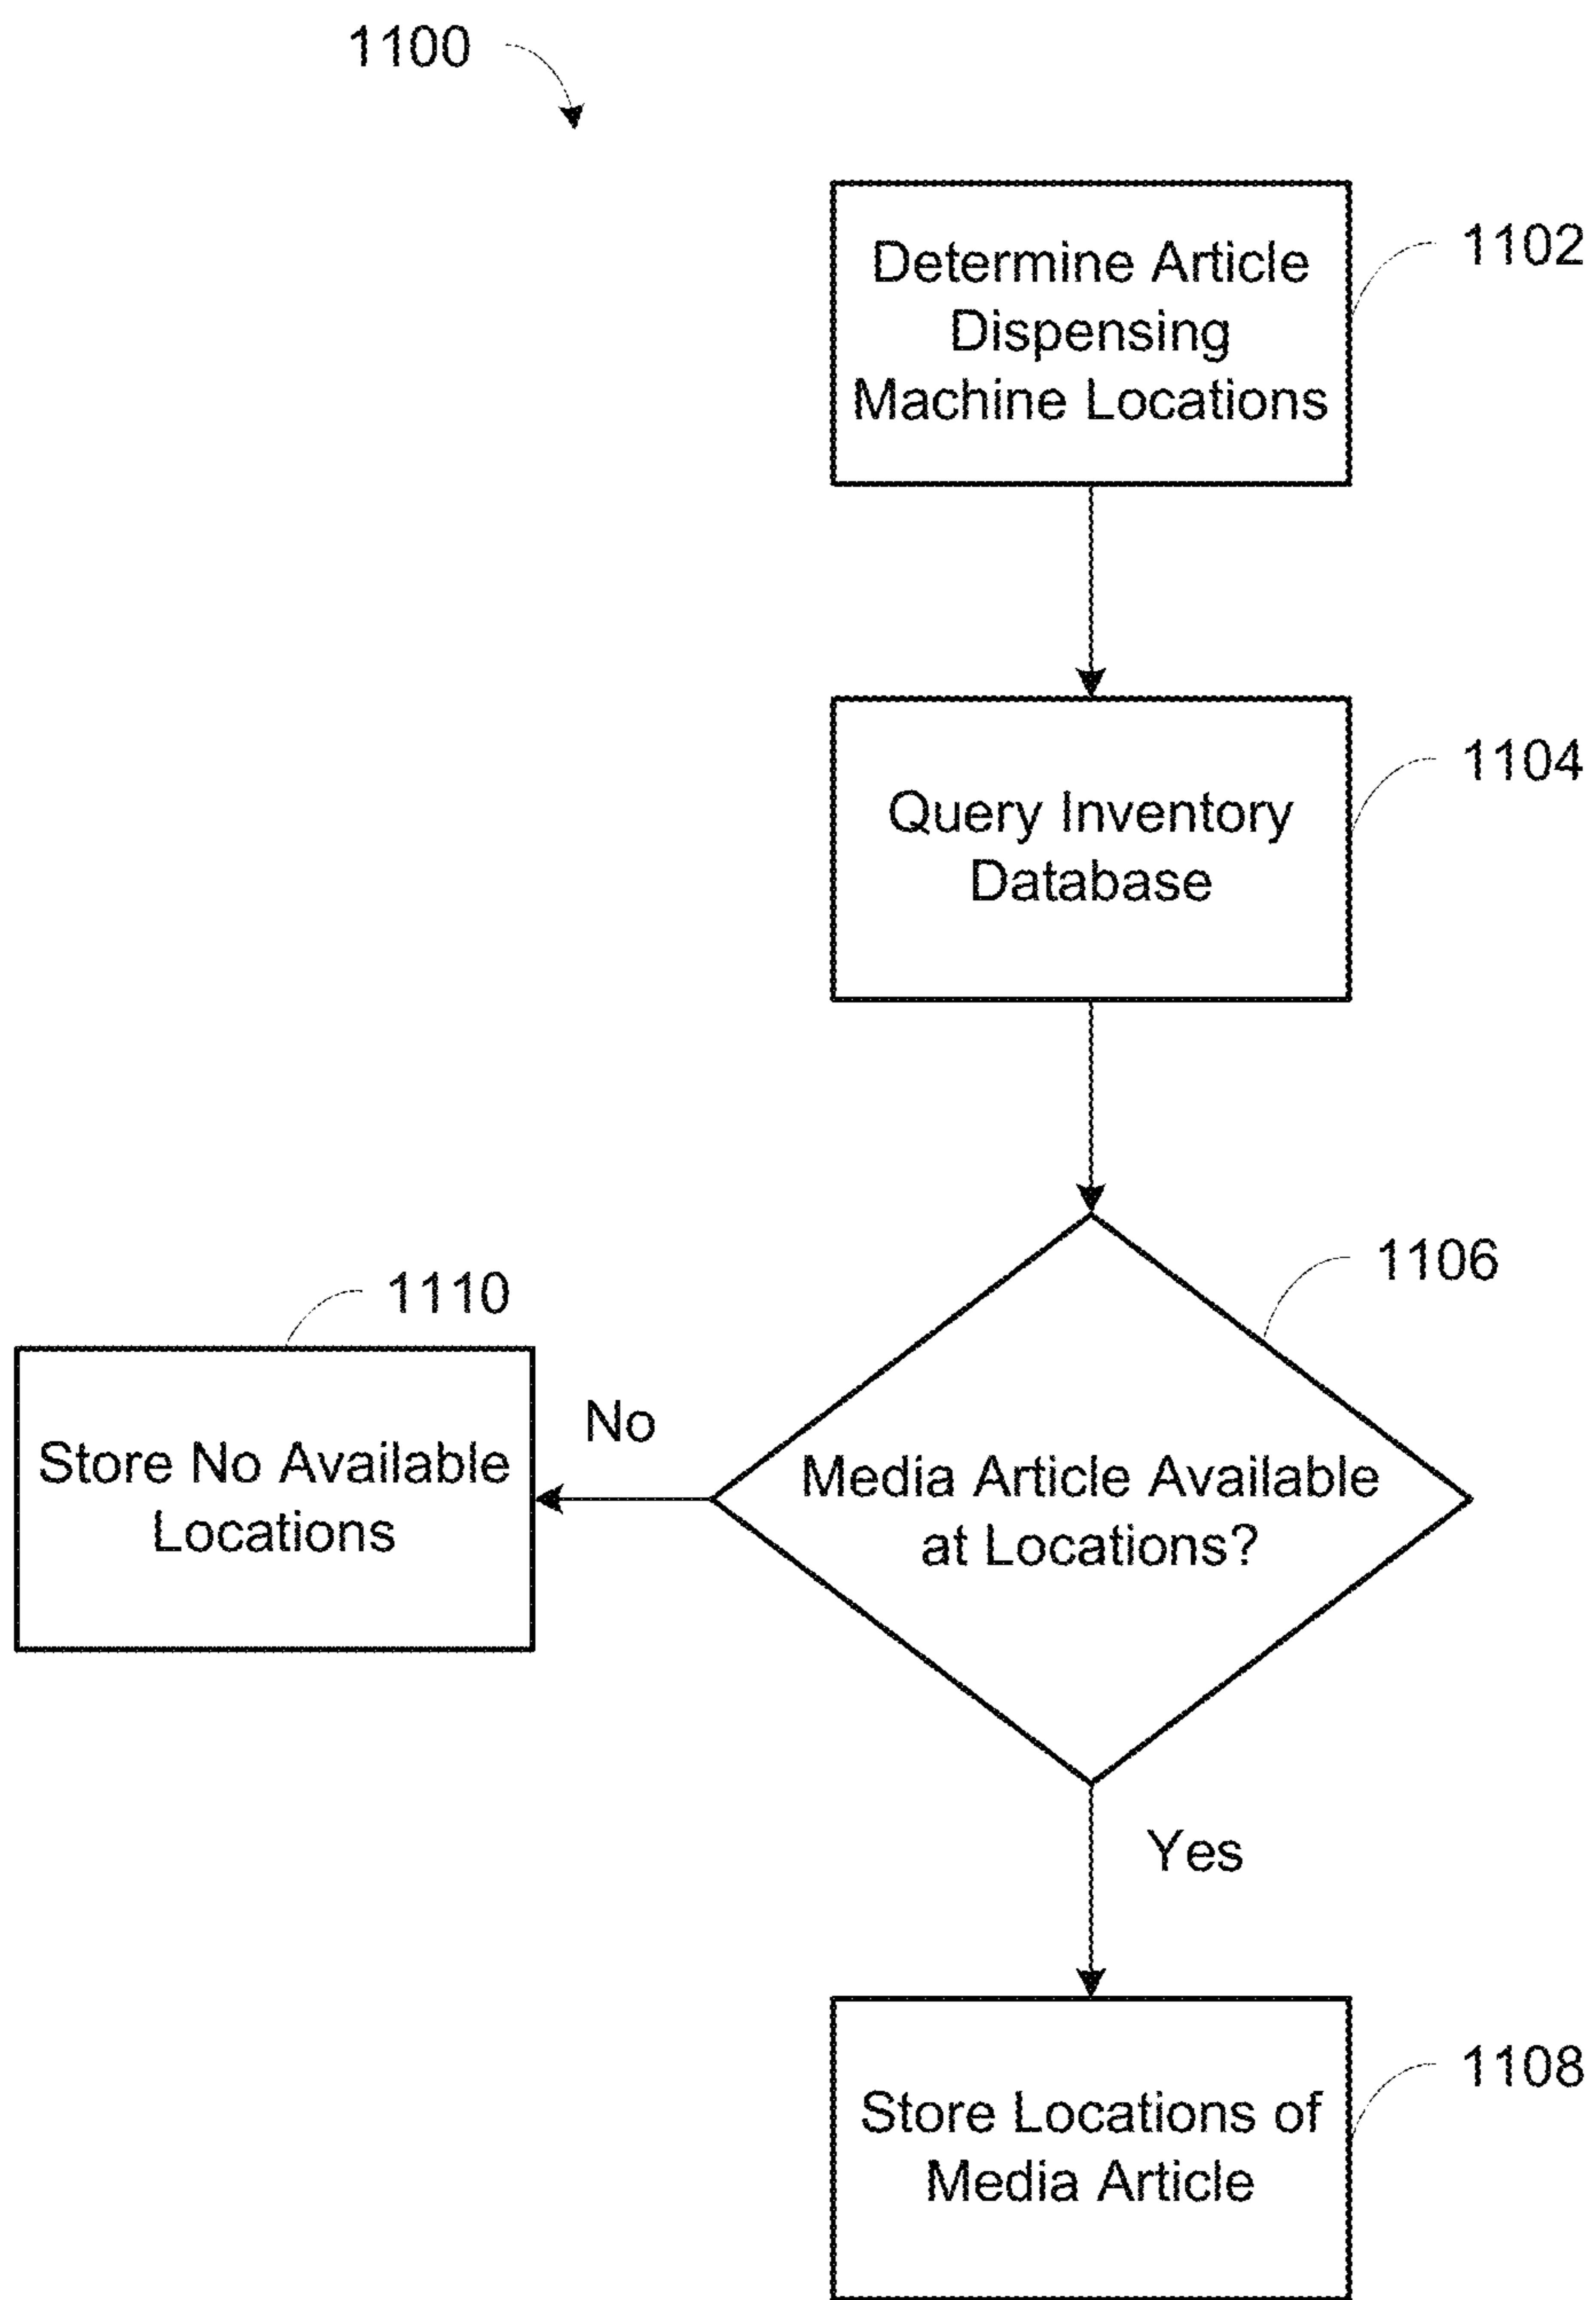 1100
Determine Article
Dispensing
Machine Locations
1102
Query Inventory
Database
1104
1106
Media Article Available
at Locations?
No
1110
Store No Available
Locations
Yes
Store Locations of
Media Article
1108